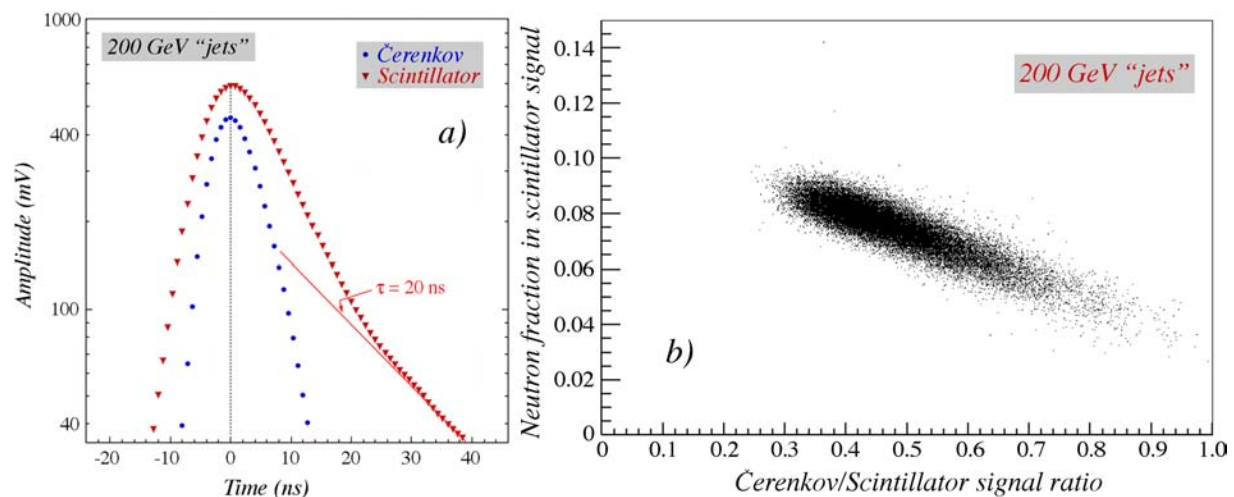 1000
400
100
40
Amplitude (mV)
200 GeV “jets”
Čerenkov
Scintillator
a)
τ = 20 ns
-20 -10 0 10 20 30 40
Time (ns)
Neutron fraction in scintillator signal
0.14
0.12
0.10
0.08
0.06
0.04
0.02
0
200 GeV “jets”
b)
0 0.1 0.2 0.3 0.4 0.5 0.6 0.7 0.8 0.9 1.0
Čerenkov/Scintillator signal ratio